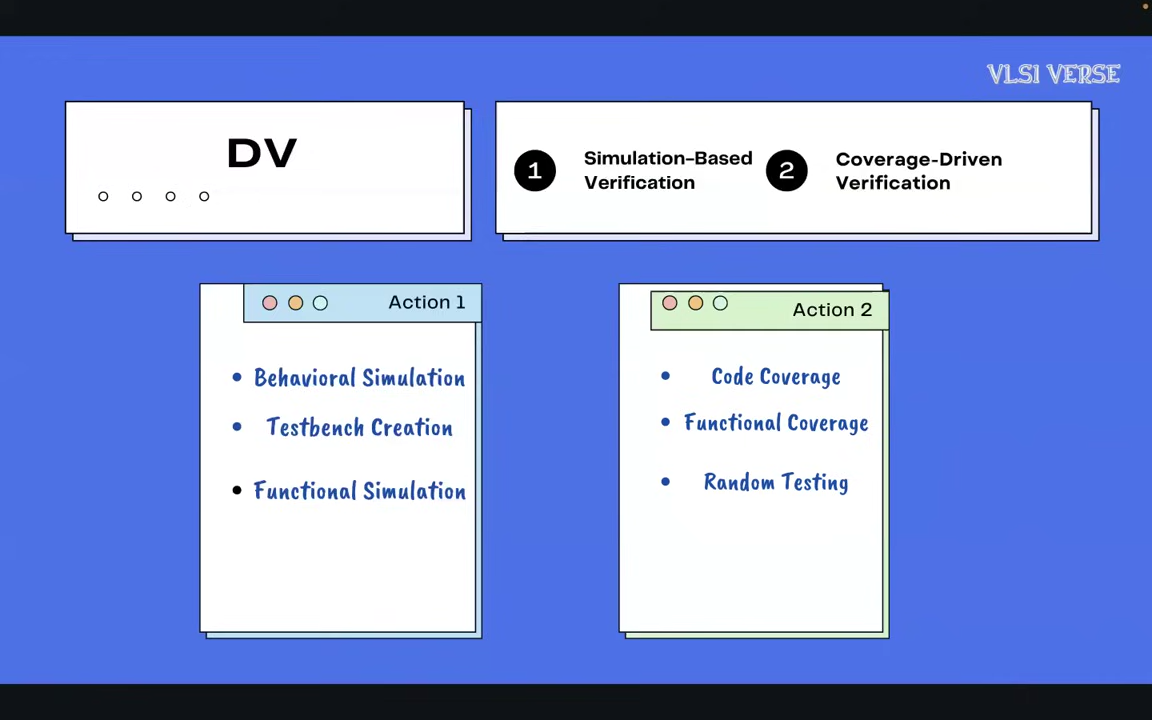 VLSI VERSE
DV
1
Simulation-Based
Verification
2
Coverage-Driven
Verification
Action 1
• Behavioral Simulation
• Testbench Creation
• Functional Simulation
Action 2
• Code Coverage
• Functional Coverage
• Random Testing